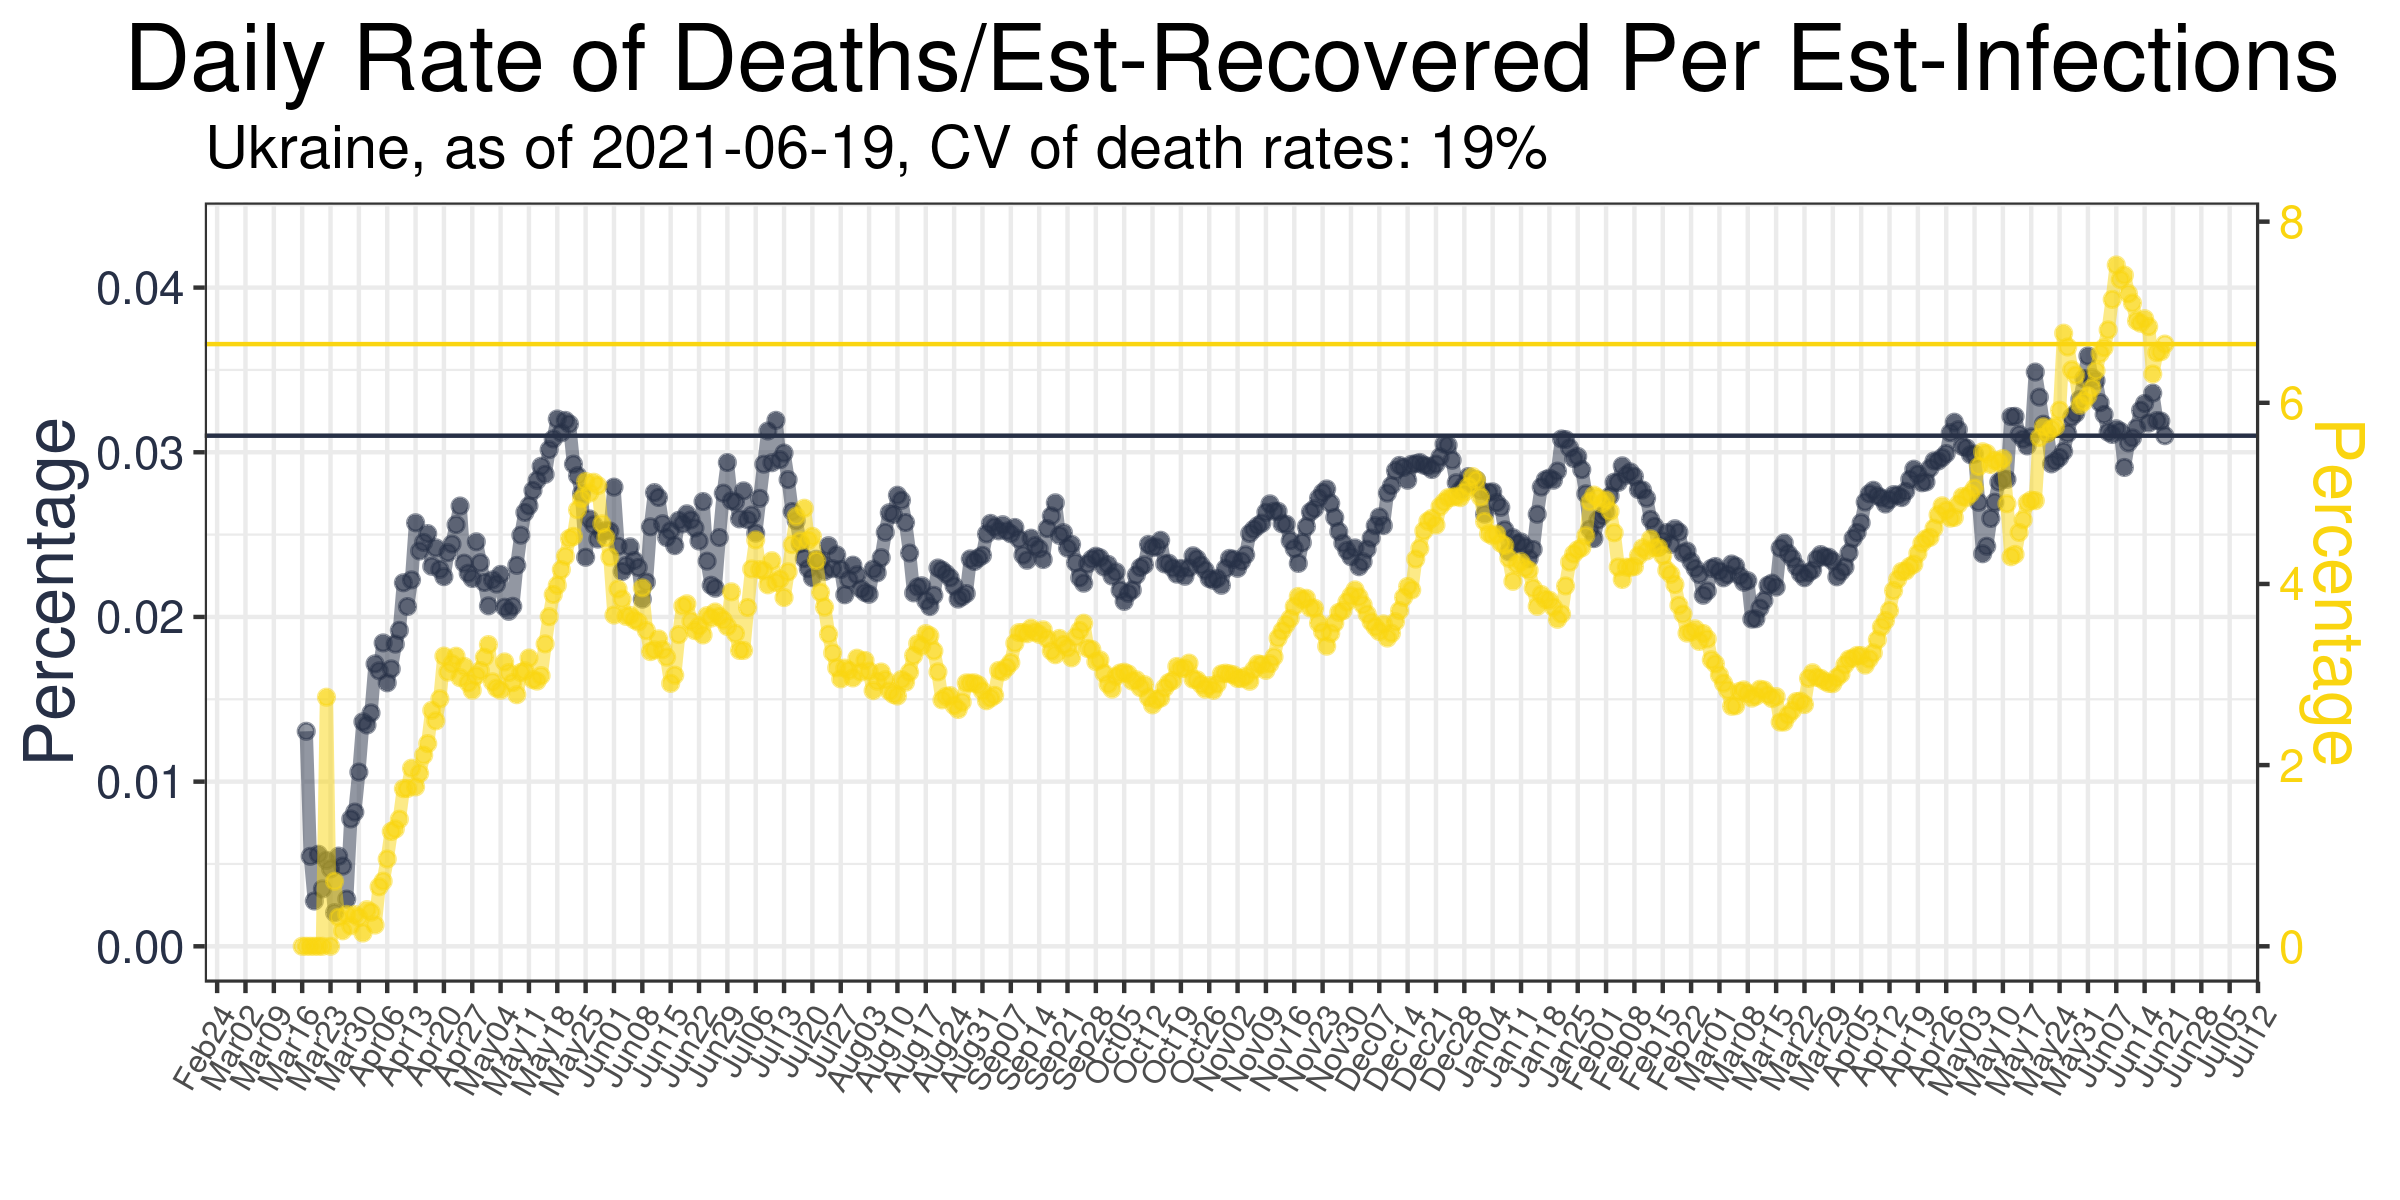 Daily Rate of Deaths/Est-Recovered Per Est-Infections
Ukraine, as of 2021-06-19, CV of death rates: 19%
Percentage
0.04
0.03
0.02
0.01
0.00
8
6
4
2
0
Percentage
Feb24
Mar02
Mar09
Mar16
Mar23
Mar30
Apr06
Apr13
Apr20
Apr27
May04
May11
May18
May25
Jun01
Jun08
Jun15
Jun22
Jun29
Jul06
Jul13
Jul20
Jul27
Aug03
Aug10
Aug17
Aug24
Aug31
Sep07
Sep14
Sep21
Sep28
Oct05
Oct12
Oct19
Oct26
Nov02
Nov09
Nov16
Nov23
Nov30
Dec07
Dec14
Dec21
Dec28
Jan04
Jan11
Jan18
Jan25
Feb01
Feb08
Feb15
Feb22
Mar01
Mar08
Mar15
Mar22
Mar29
Apr05
Apr12
Apr19
Apr26
May03
May10
May17
May24
May31
Jun07
Jun14
Jun21
Jun28
Jul05
Jul12